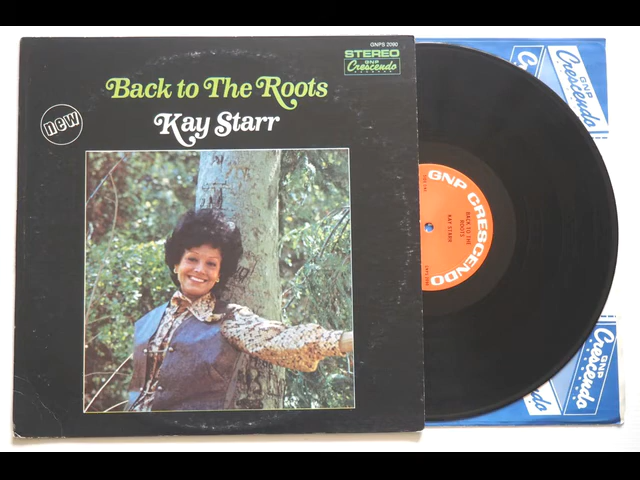 GNPS 2090
STEREO
GNP
Crescendo
RECORDS
Back to The Roots
Kay Starr
new
GNP CRESCENDO
BACK TO THE
ROOTS
KAY STARR
GNP
Crescendo
GNP
Crescendo